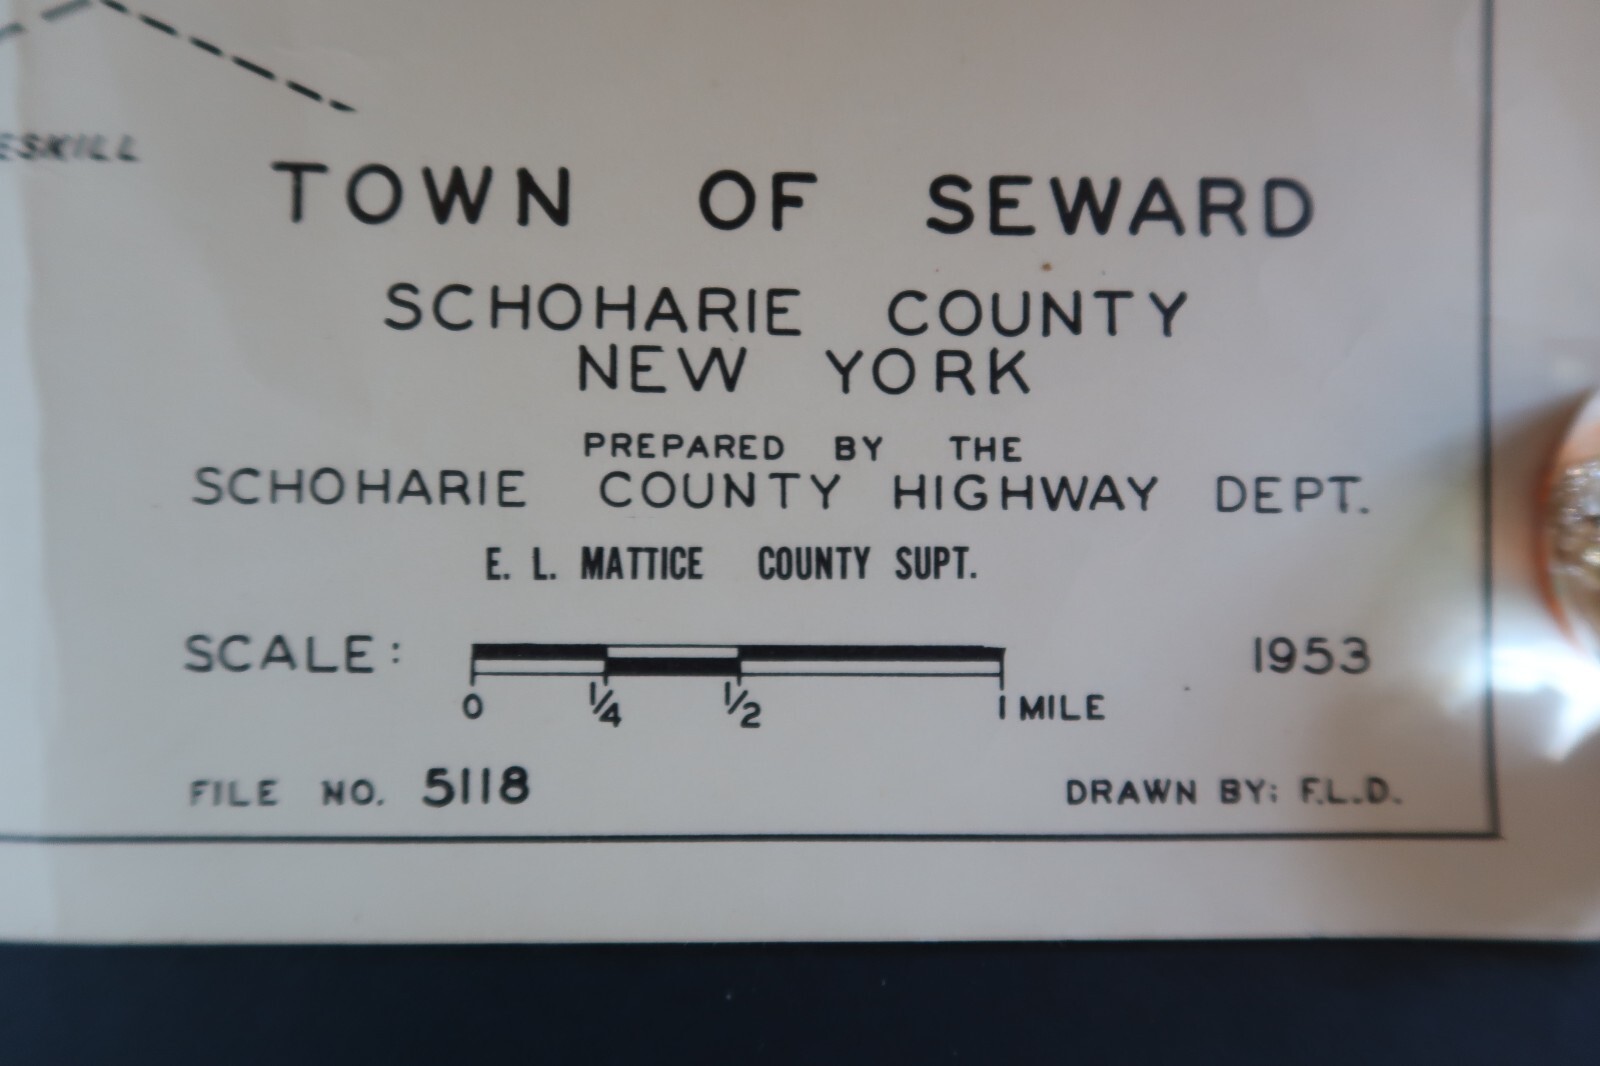 ESKILL
TOWN OF SEWARD
SCHOHARIE COUNTY
NEW YORK
PREPARED BY THE
SCHOHARIE COUNTY HIGHWAY DEPT.
E. L. MATTICE COUNTY SUPT.
SCALE: 1953
0 1/4 1/2 1 MILE
FILE NO. 5118 DRAWN BY: F.L.D.